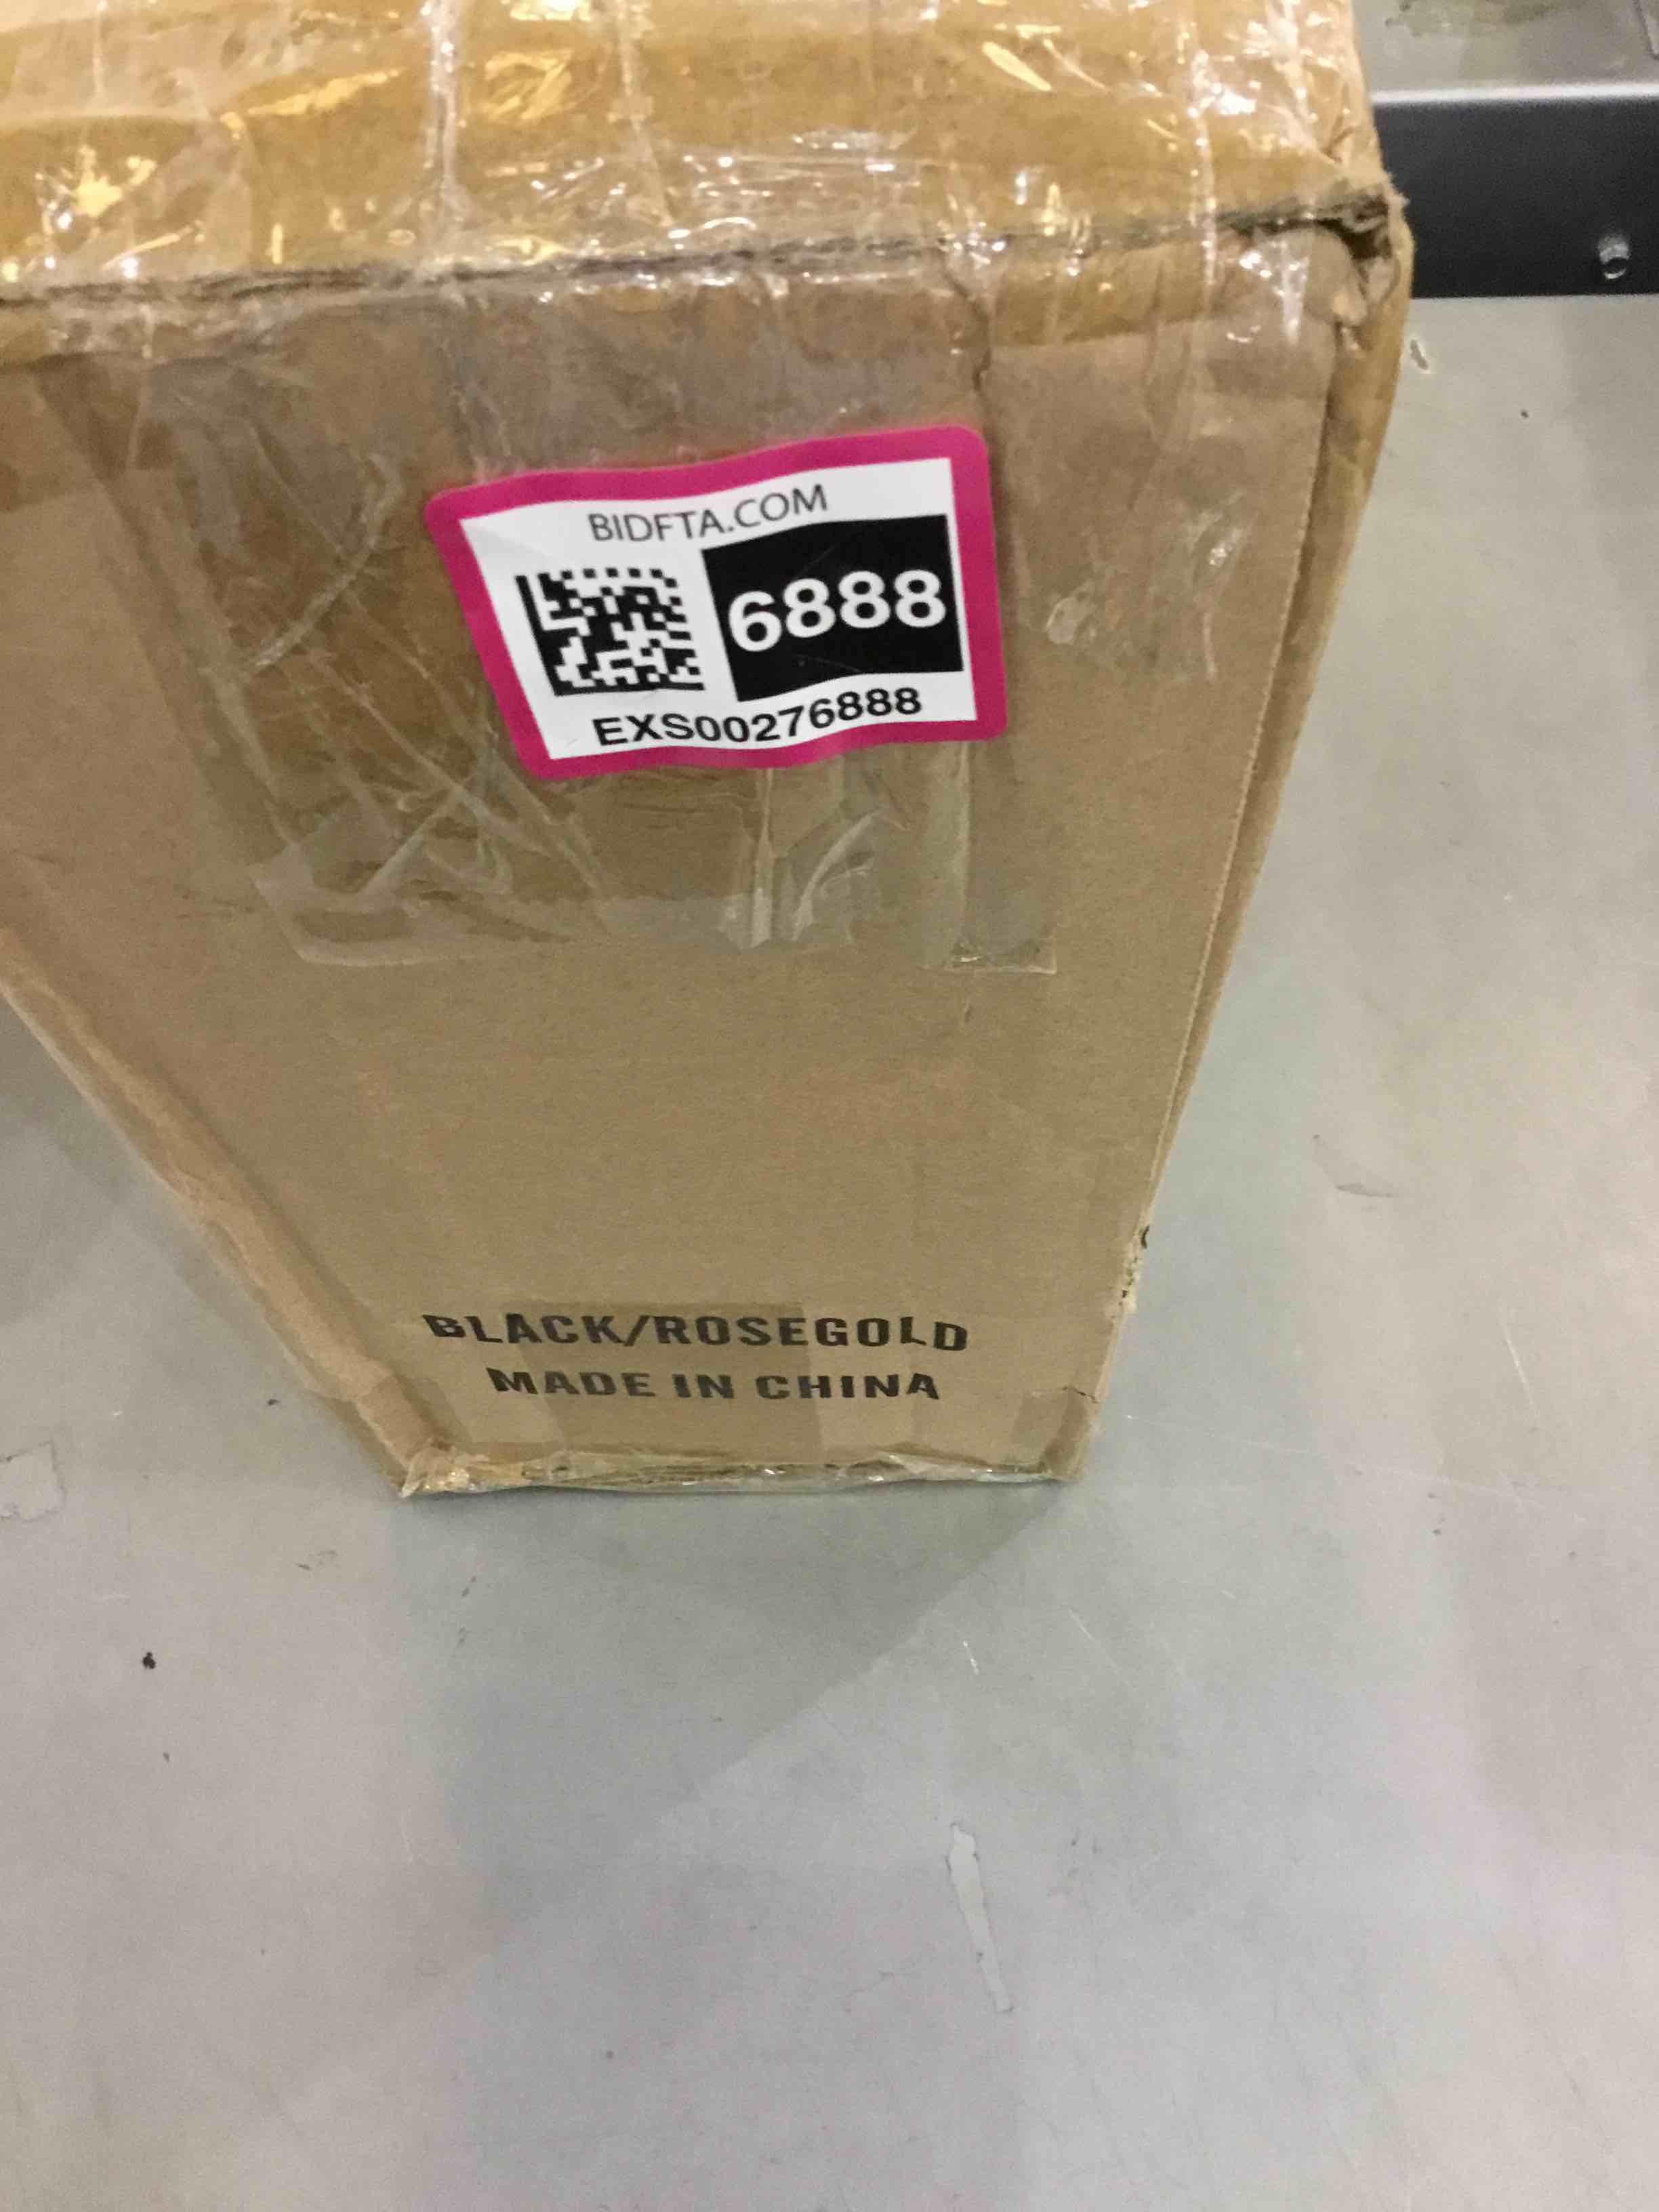 BIDFTA.COM
6888
EXS00276888
BLACK/ROSEGOLD
MADE IN CHINA